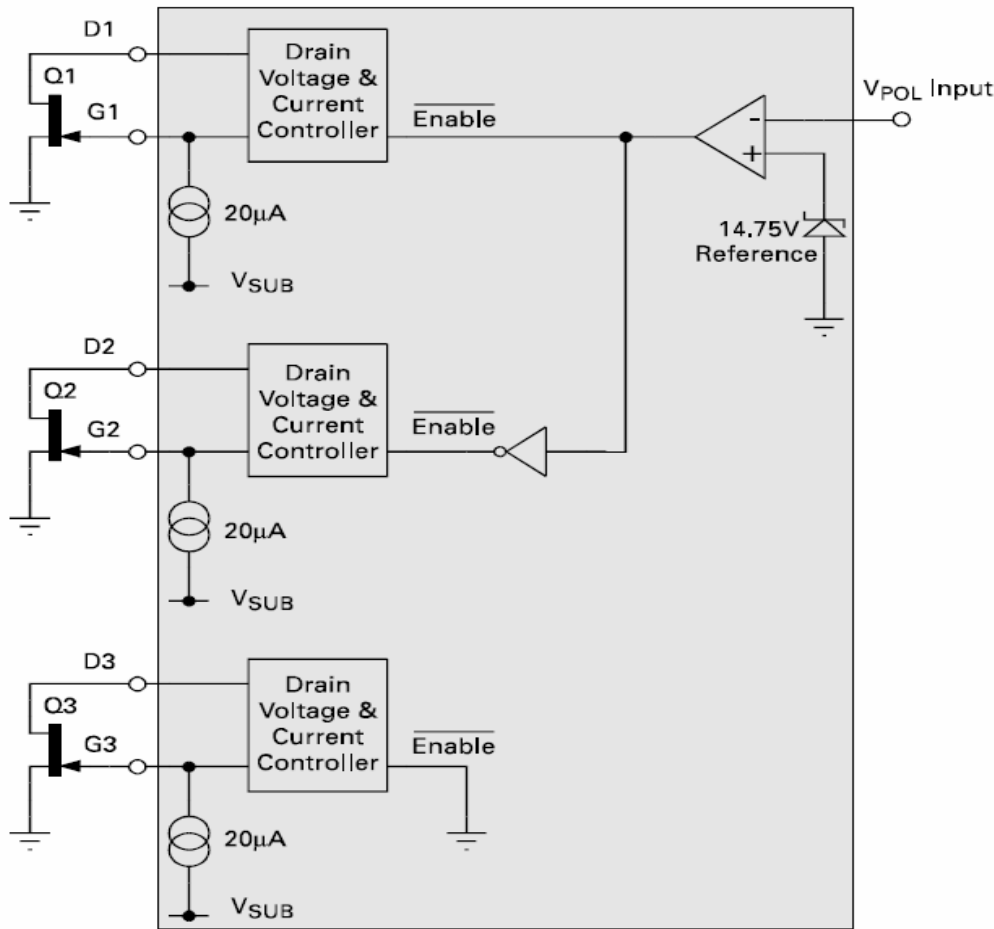 D1
Drain
Voltage &
Current
Controller
Q1
G1
Enable
VPOL Input
-
+
20µA
14.75V
Reference
VSUB
D2
Drain
Voltage &
Current
Controller
Q2
G2
Enable
20µA
VSUB
D3
Drain
Voltage &
Current
Controller
Q3
G3
Enable
20µA
VSUB